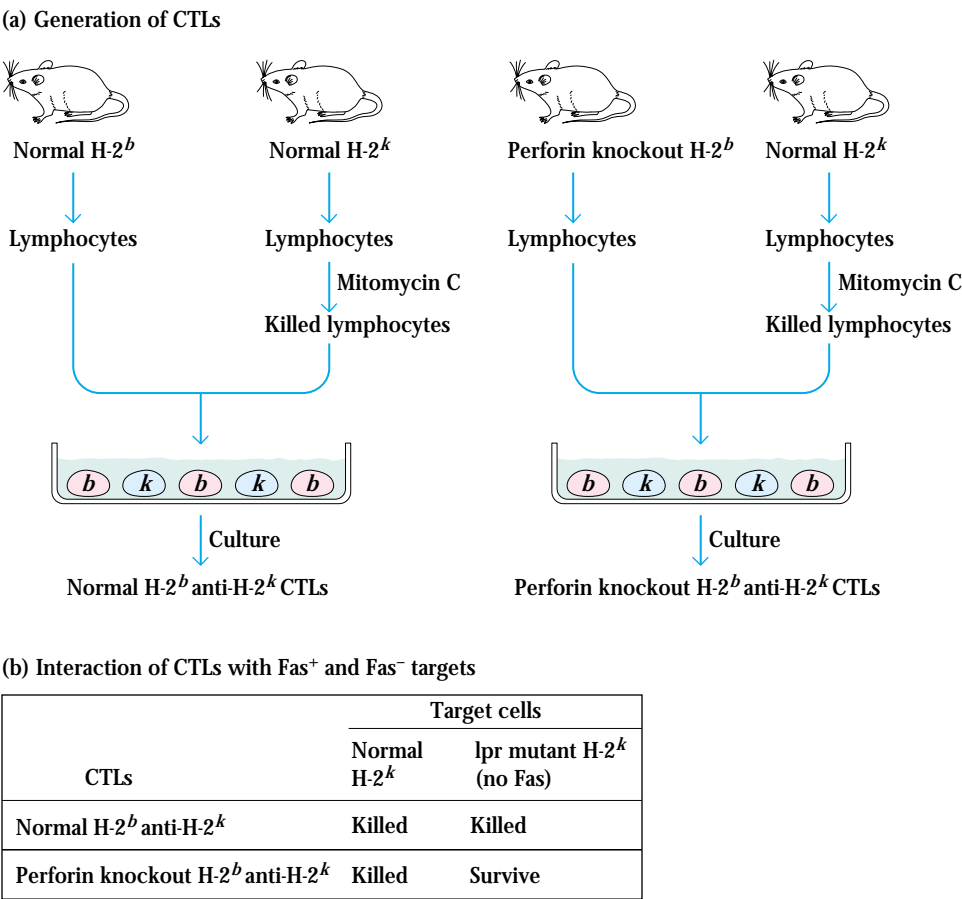 (a) Generation of CTLs
Normal H-2b
Normal H-2k
Perforin knockout H-2b
Normal H-2k
Lymphocytes
Lymphocytes
Lymphocytes
Lymphocytes
Mitomycin C
Mitomycin C
Killed lymphocytes
Killed lymphocytes
b k b k b
b k b k b
Culture
Culture
Normal H-2b anti-H-2k CTLs
Perforin knockout H-2b anti-H-2k CTLs
(b) Interaction of CTLs with Fas+ and Fas– targets
Target cells
CTLs
Normal
H-2k
lpr mutant H-2k
(no Fas)
Normal H-2b anti-H-2k Killed Killed
Perforin knockout H-2b anti-H-2k Killed Survive